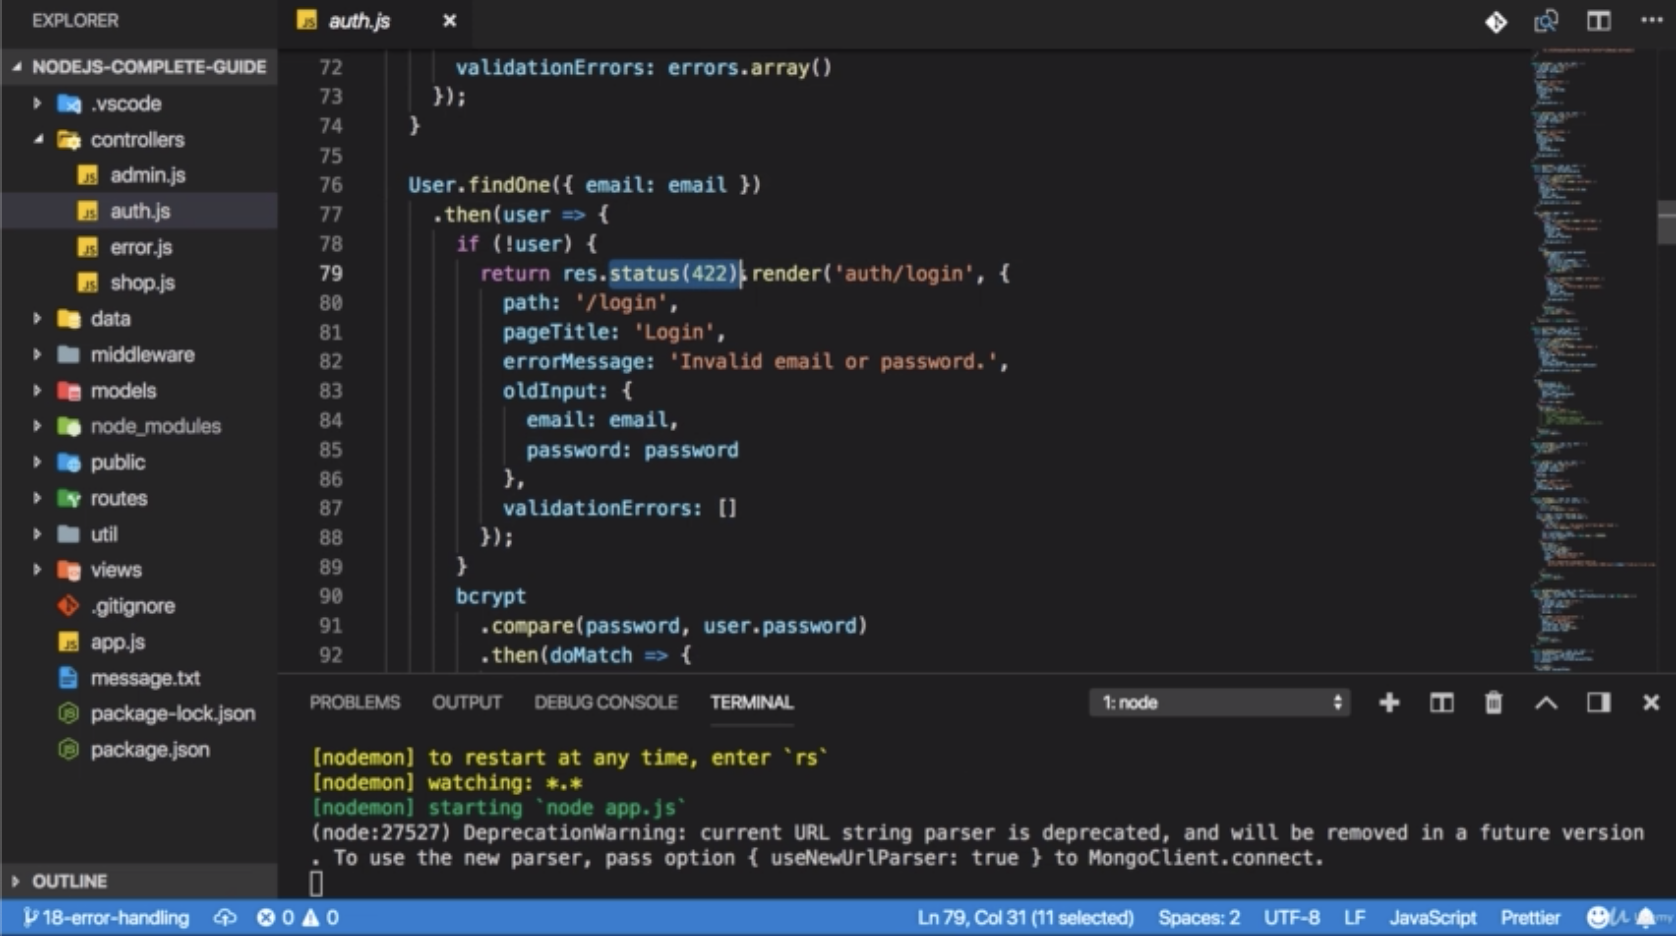 EXPLORER
NODEJS-COMPLETE-GUIDE
.vscode
controllers
admin.js
auth.js
error.js
shop.js
data
middleware
models
node_modules
public
routes
util
views
.gitignore
app.js
message.txt
package-lock.json
package.json
OUTLINE
auth.js
72 validationErrors: errors.array()
73 });
74 }
75
76 User.findOne({ email: email })
77 .then(user => {
78 if (!user) {
79 return res.status(422).render('auth/login', {
80 path: '/login',
81 pageTitle: 'Login',
82 errorMessage: 'Invalid email or password.',
83 oldInput: {
84 email: email,
85 password: password
86 },
87 validationErrors: []
88 });
89 }
90 bcrypt
91 .compare(password, user.password)
92 .then(doMatch => {
PROBLEMS OUTPUT DEBUG CONSOLE TERMINAL 1: node
[nodemon] to restart at any time, enter `rs`
[nodemon] watching: *.*
[nodemon] starting `node app.js`
(node:27527) DeprecationWarning: current URL string parser is deprecated, and will be removed in a future version
. To use the new parser, pass option { useNewUrlParser: true } to MongoClient.connect.
18-error-handling 0 0 Ln 79, Col 31 (11 selected) Spaces: 2 UTF-8 LF JavaScript Prettier